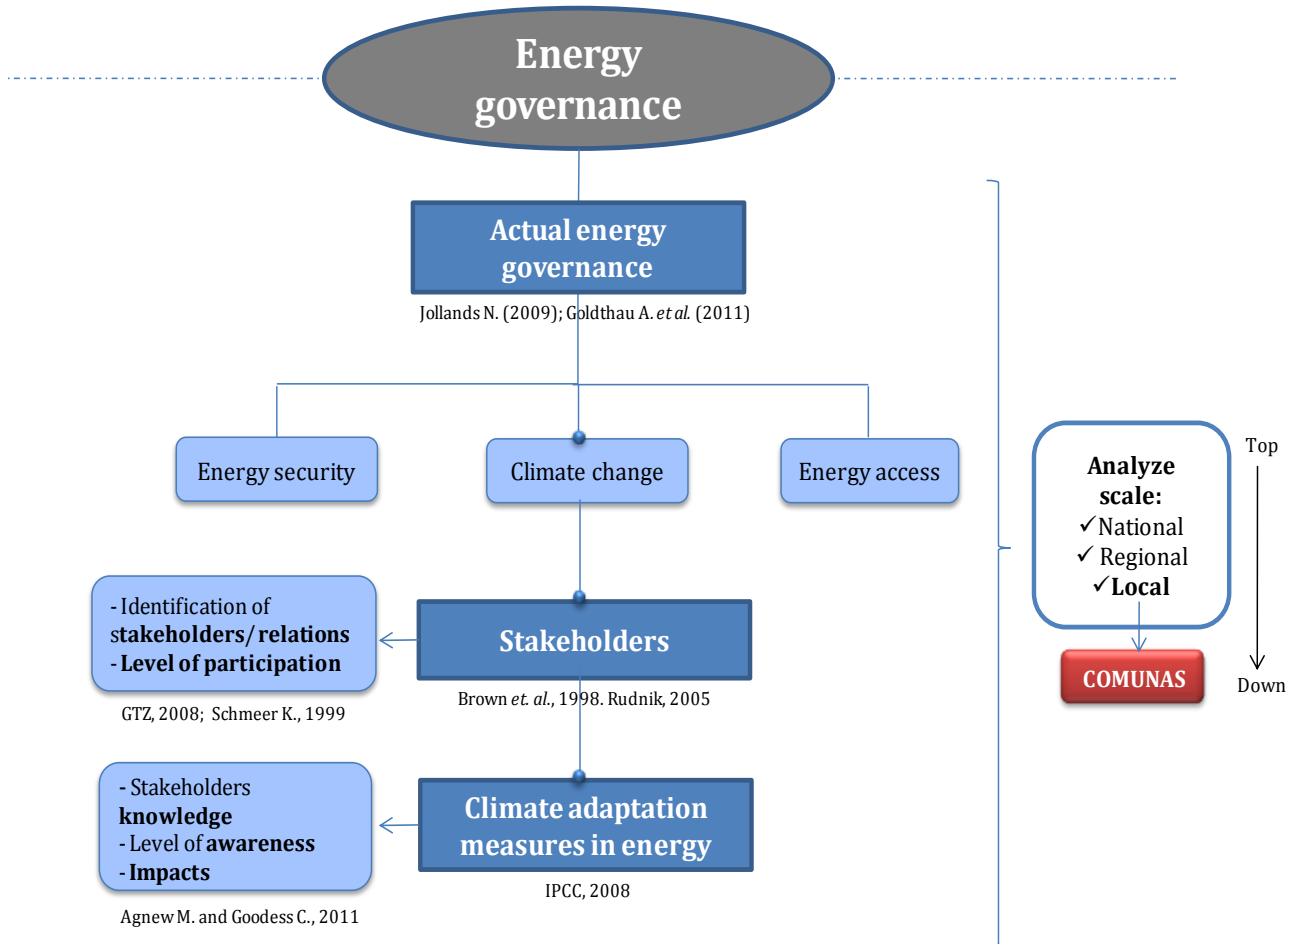 Energy
governance
Actual energy
governance
Jollands N. (2009); Goldthau A. et al. (2011)
Energy security
Climate change
Energy access
- Identification of
stakeholders/ relations
- Level of participation
GTZ, 2008; Schmeer K., 1999
Stakeholders
Brown et. al., 1998. Rudnik, 2005
- Stakeholders
knowledge
- Level of awareness
- Impacts
Agnew M. and Goodess C., 2011
Climate adaptation
measures in energy
IPCC, 2008
Analyze
scale:
✓National
✓ Regional
✓Local
COMUNAS
Top
Down